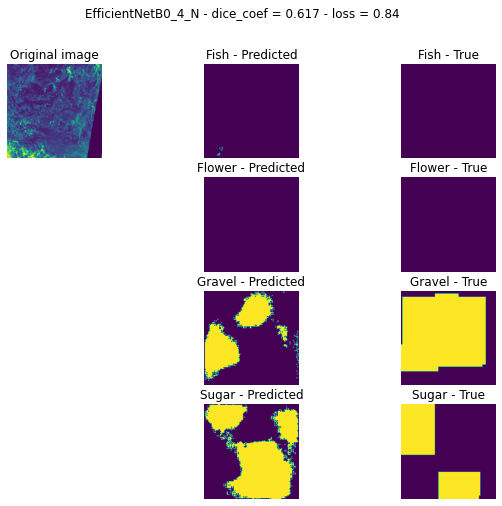 EfficientNetB0_4_N - dice_coef = 0.617 - loss = 0.84
Original image
Fish - Predicted
Fish - True
Flower - Predicted
Flower - True
Gravel - Predicted
Gravel - True
Sugar - Predicted
Sugar - True